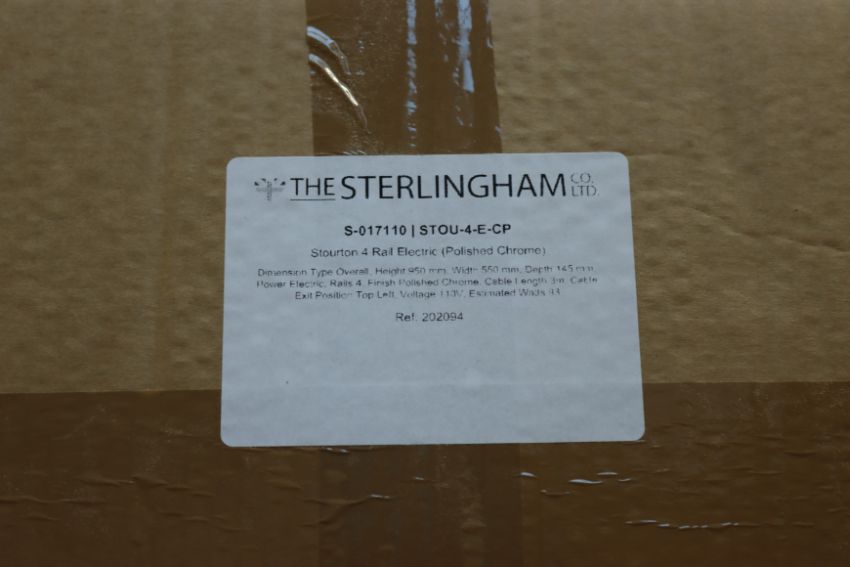 THE STERLINGHAM CO. LTD.
S-017110 | STOU-4-E-CP
Stourton 4 Rail Electric (Polished Chrome)
Dimension Type Overall, Height 950 mm, Width 550 mm, Depth 145 mm,
Power Electric, Rails 4, Finish Polished Chrome, Cable Length 3m, Cable
Exit Position Top Left, Voltage 110V, Estimated Watts 93
Ref: 202094